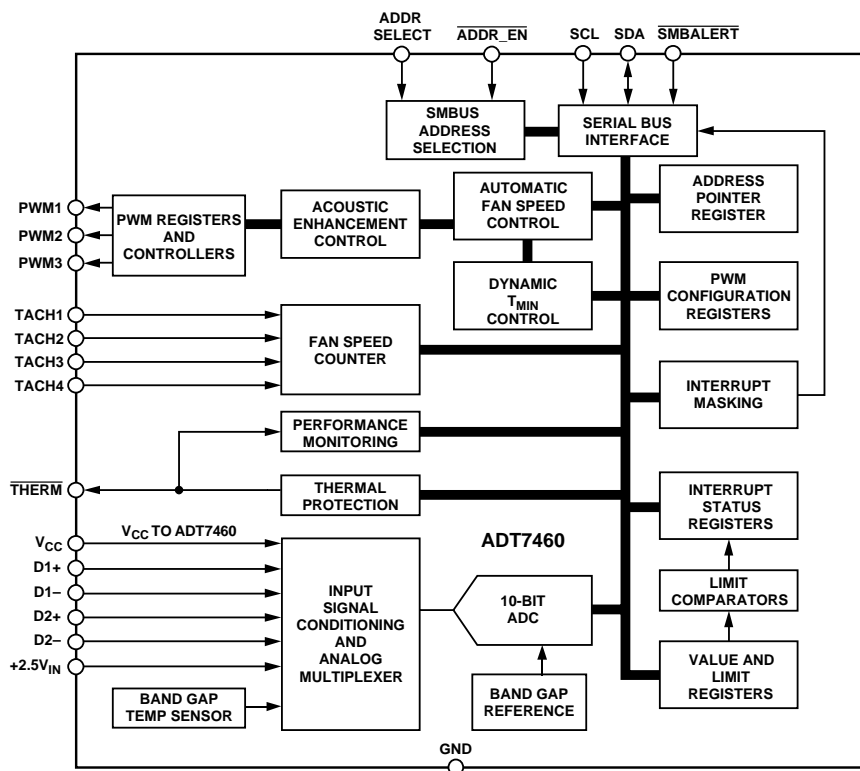 ADDR
SELECT
ADDR_EN
SCL
SDA
SMBALERT
SMBUS
ADDRESS
SELECTION
SERIAL BUS
INTERFACE
PWM1
PWM2
PWM3
PWM REGISTERS
AND
CONTROLLERS
ACOUSTIC
ENHANCEMENT
CONTROL
AUTOMATIC
FAN SPEED
CONTROL
ADDRESS
POINTER
REGISTER
DYNAMIC
TMIN
CONTROL
PWM
CONFIGURATION
REGISTERS
TACH1
TACH2
TACH3
TACH4
FAN SPEED
COUNTER
INTERRUPT
MASKING
PERFORMANCE
MONITORING
THERM
THERMAL
PROTECTION
INTERRUPT
STATUS
REGISTERS
VCC
VCC TO ADT7460
D1+
D1–
D2+
D2–
+2.5VIN
INPUT
SIGNAL
CONDITIONING
AND
ANALOG
MULTIPLEXER
ADT7460
10-BIT
ADC
LIMIT
COMPARATORS
VALUE AND
LIMIT
REGISTERS
BAND GAP
TEMP SENSOR
BAND GAP
REFERENCE
GND